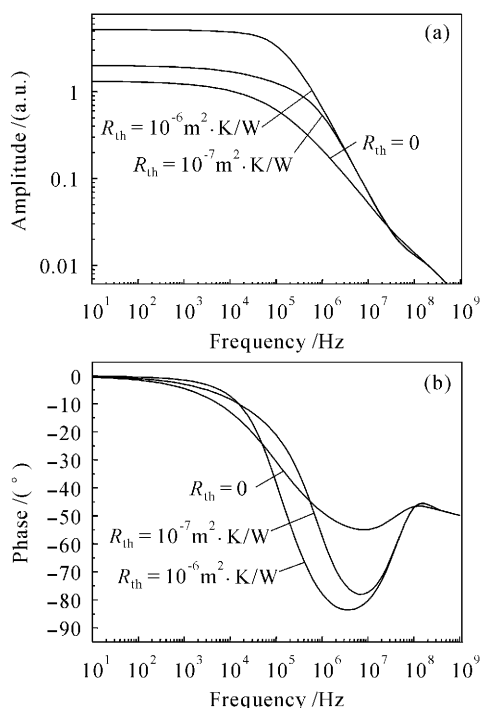 (a)
1
0.1
0.01
Amplitude /(a.u.)
R_th = 10^-6 m^2·K/W
R_th = 10^-7 m^2·K/W
R_th = 0
10^1 10^2 10^3 10^4 10^5 10^6 10^7 10^8 10^9
Frequency /Hz
(b)
0
−10
−20
−30
−40
−50
−60
−70
−80
−90
Phase /(°)
R_th = 0
R_th = 10^-7 m^2·K/W
R_th = 10^-6 m^2·K/W
10^1 10^2 10^3 10^4 10^5 10^6 10^7 10^8 10^9
Frequency /Hz